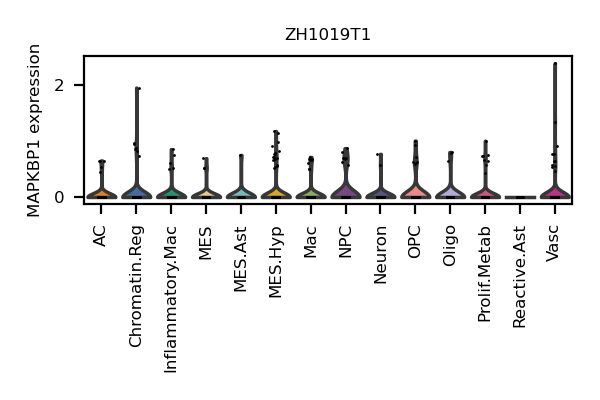 ZH1019T1
MAPKBP1 expression
2
0
AC
Chromatin.Reg
Inflammatory.Mac
MES
MES.Ast
MES.Hyp
Mac
NPC
Neuron
OPC
Oligo
Prolif.Metab
Reactive.Ast
Vasc